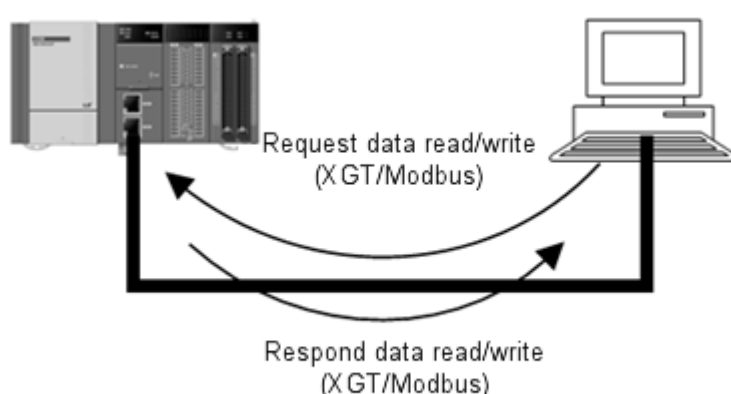 Request data read/write
(XGT/Modbus)
Respond data read/write
(XGT/Modbus)